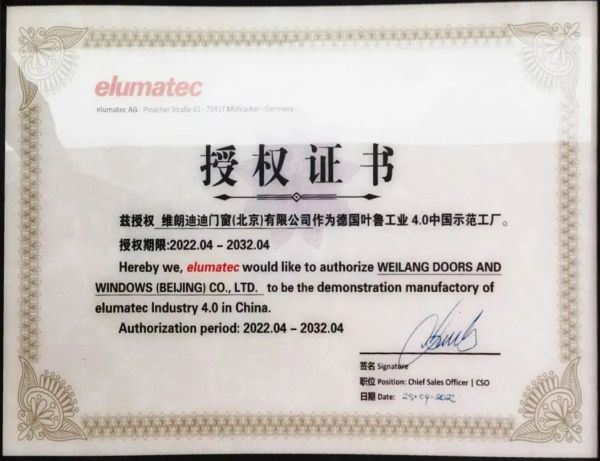 elumatec
elumatec AG - Pinacher Straße 61 - 75417 Mühlacker - Germany
授权证书
兹授权 维朗迪迪门窗(北京)有限公司作为德国叶鲁工业 4.0中国示范工厂。
授权期限:2022.04 – 2032.04
Hereby we, elumatec would like to authorize WEILANG DOORS AND
WINDOWS (BEIJING) CO., LTD. to be the demonstration manufactory of
elumatec Industry 4.0 in China.
Authorization period: 2022.04 – 2032.04
签名 Signature
职位 Position: Chief Sales Officer | CSO
日期 Date: 25.04.2022